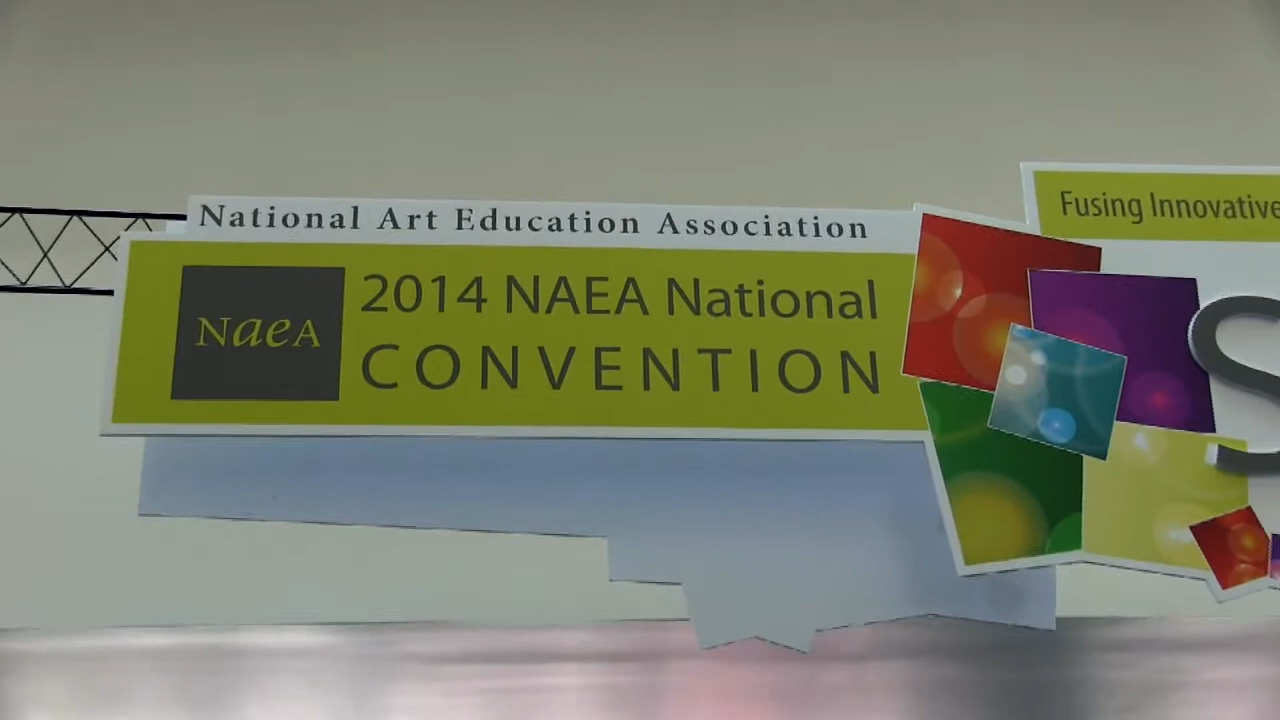 National Art Education Association
NaeA
2014 NAEA National
CONVENTION
Fusing Innovative
S